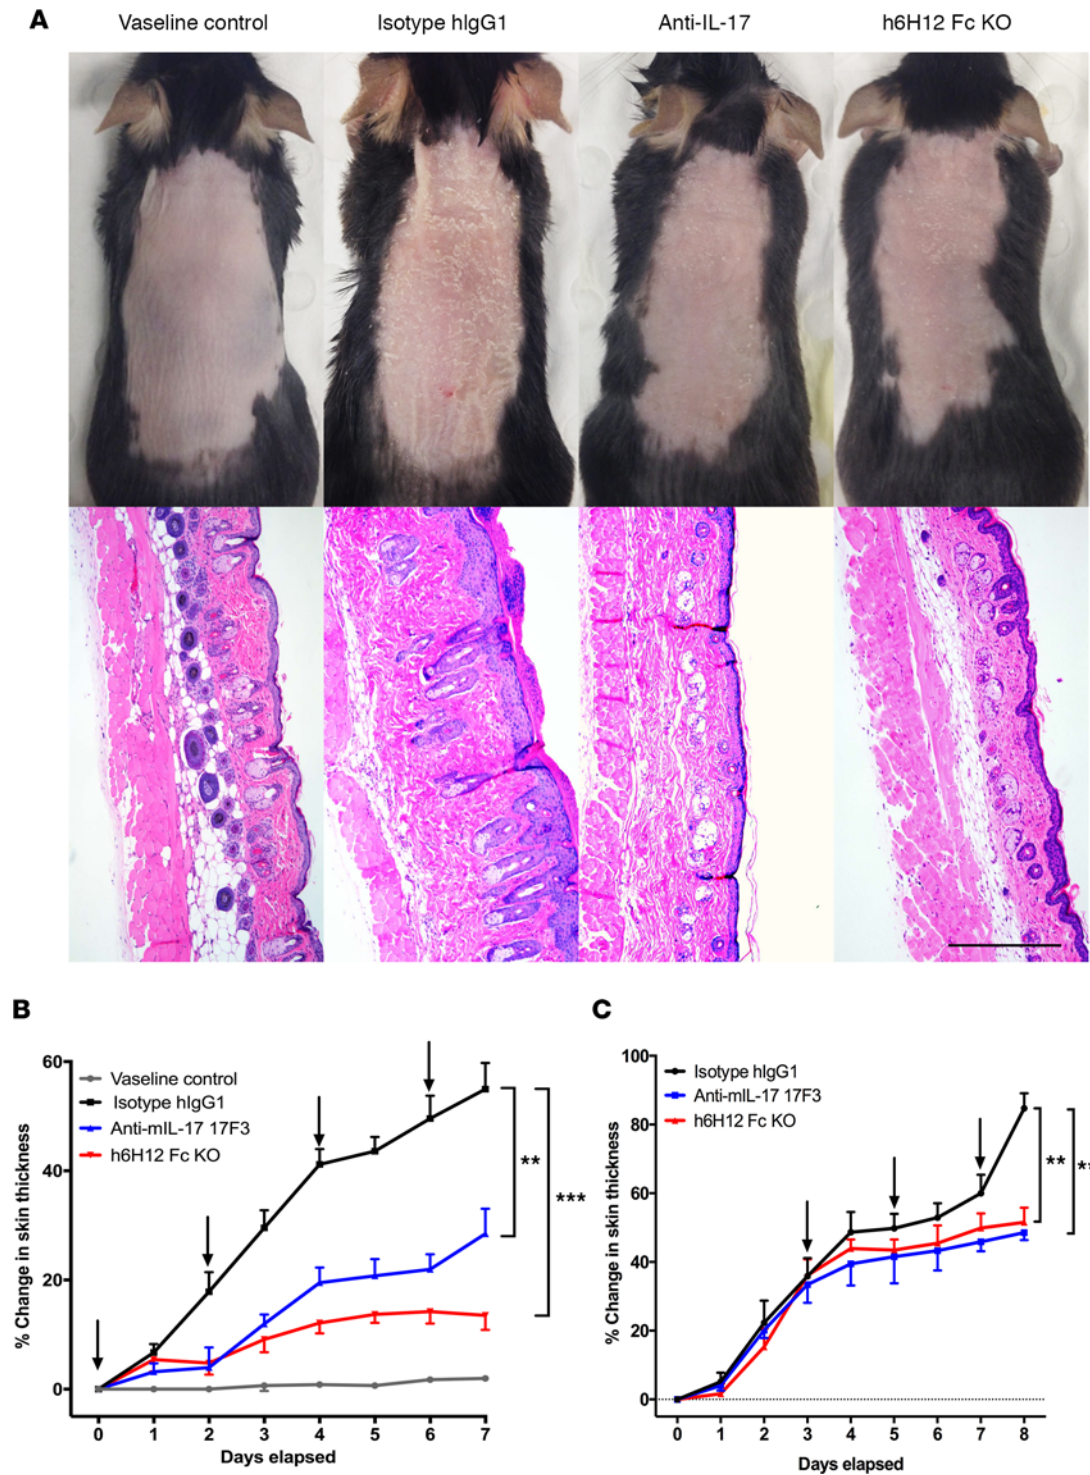 A
Vaseline control Isotype hIgG1 Anti-IL-17 h6H12 Fc KO
B
% Change in skin thickness
60
40
20
0
Vaseline control
Isotype hIgG1
Anti-mIL-17 17F3
h6H12 Fc KO
**
***
0 1 2 3 4 5 6 7
Days elapsed
C
% Change in skin thickness
100
80
60
40
20
0
Isotype hIgG1
Anti-mIL-17 17F3
h6H12 Fc KO
**
**
0 1 2 3 4 5 6 7 8
Days elapsed